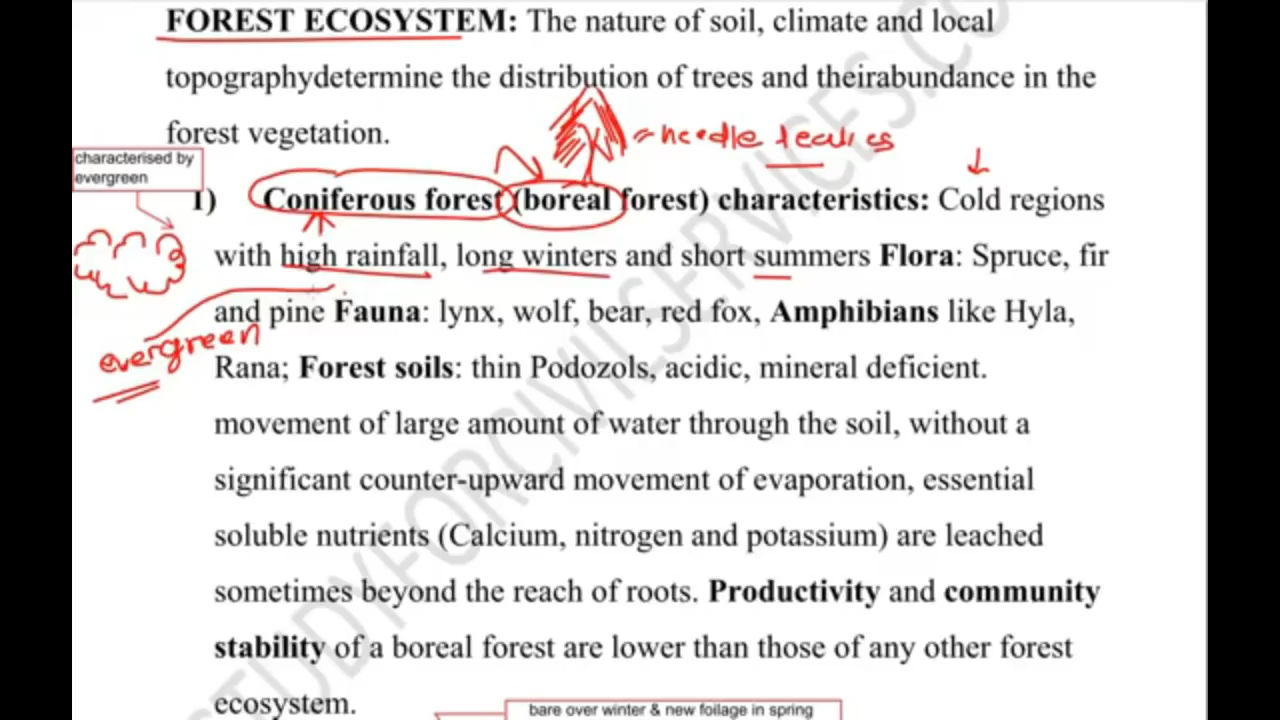 FOREST ECOSYSTEM: The nature of soil, climate and local
topographydetermine the distribution of trees and theirabundance in the
forest vegetation.
= needle leaves
characterised by
evergreen
1) Coniferous forest (boreal forest) characteristics: Cold regions
with high rainfall, long winters and short summers Flora: Spruce, fir
and pine Fauna: lynx, wolf, bear, red fox, Amphibians like Hyla,
evergreen
Rana; Forest soils: thin Podozols, acidic, mineral deficient.
movement of large amount of water through the soil, without a
significant counter-upward movement of evaporation, essential
soluble nutrients (Calcium, nitrogen and potassium) are leached
sometimes beyond the reach of roots. Productivity and community
stability of a boreal forest are lower than those of any other forest
ecosystem.
bare over winter & new foilage in spring
STUDYFORCIVILSERVICES.CO